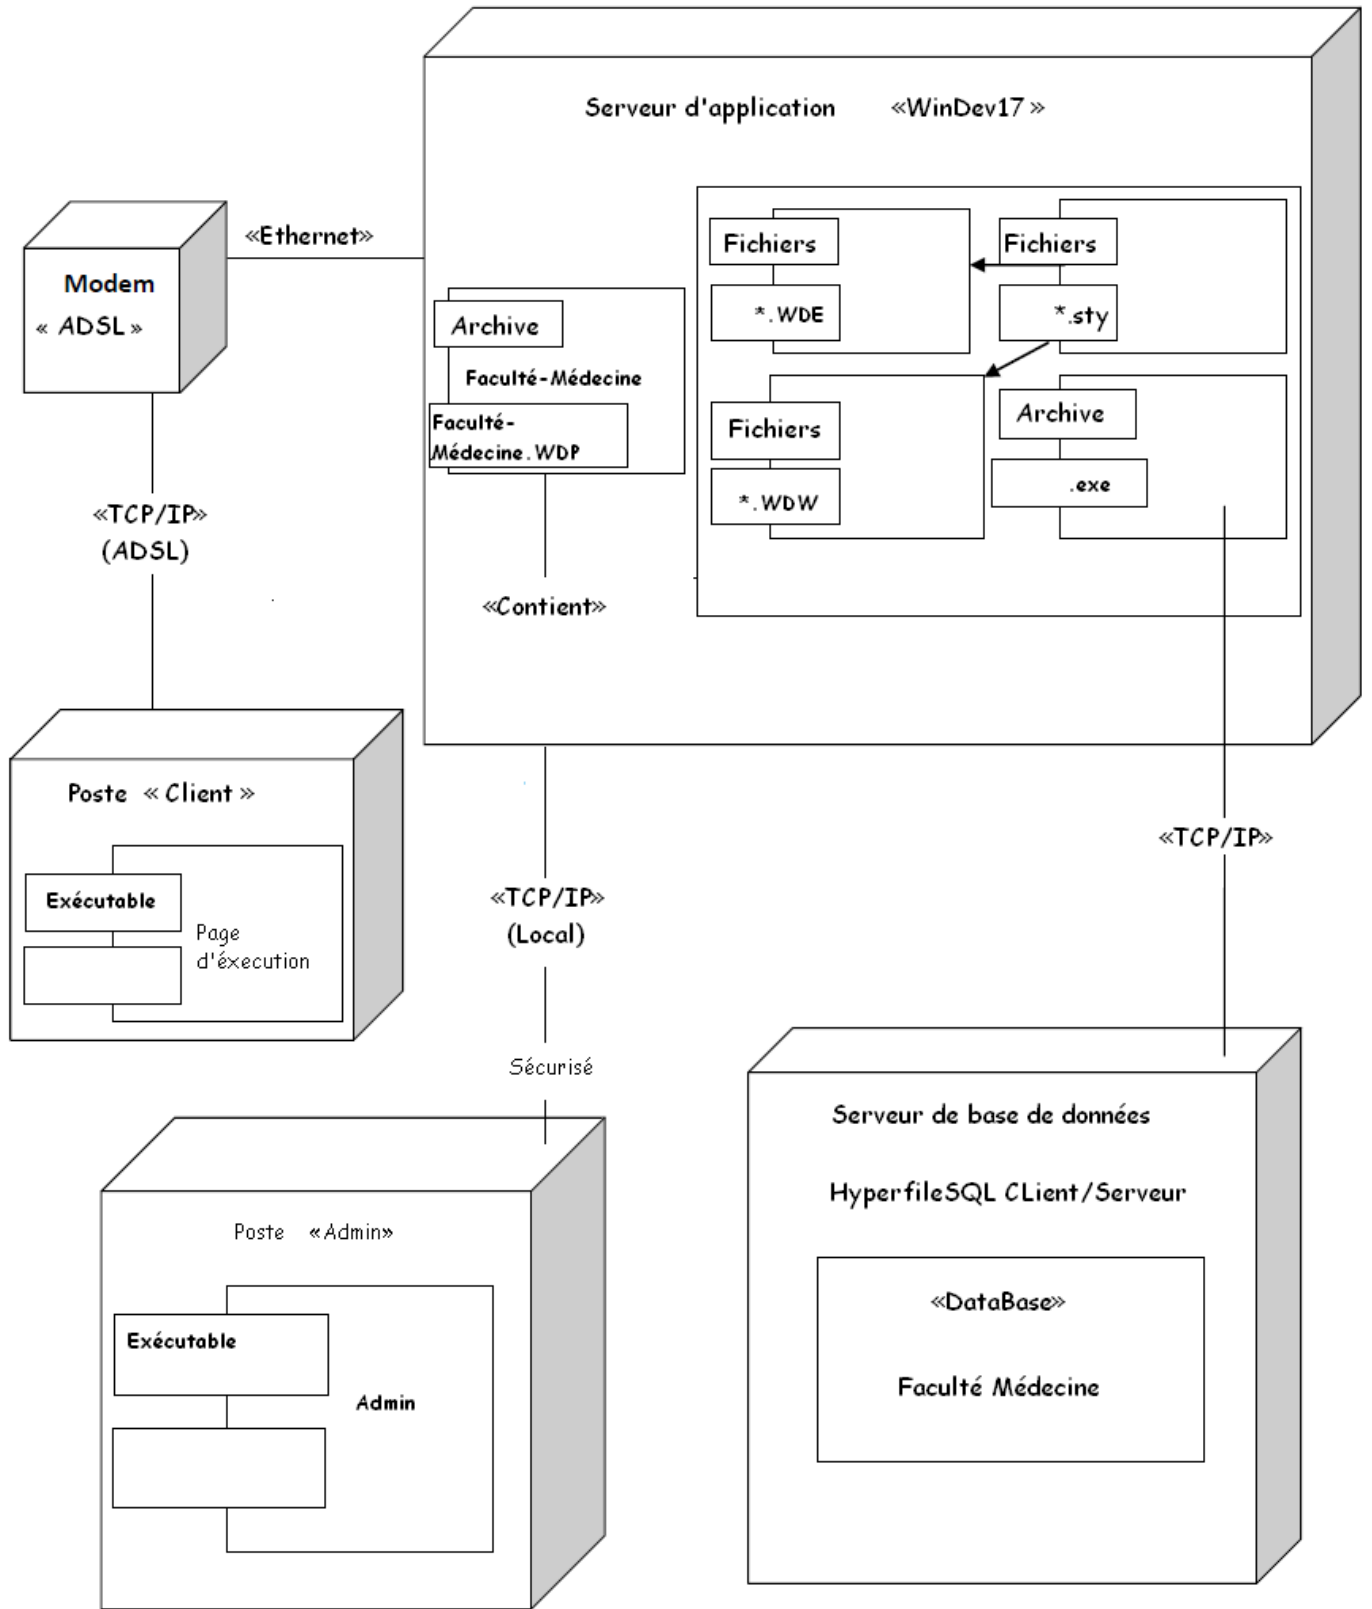 Serveur d'application «WinDev17 »
«Ethernet»
Modem
« ADSL »
Archive
Faculté-Médecine
Faculté-
Médecine.WDP
Fichiers
*.WDE
Fichiers
*.sty
Fichiers
*.WDW
Archive
.exe
«Contient»
«TCP/IP»
(ADSL)
Poste « Client »
Exécutable
Page
d'éxecution
«TCP/IP»
(Local)
Sécurisé
«TCP/IP»
Poste «Admin»
Exécutable
Admin
Serveur de base de données
HyperfileSQL CLient/Serveur
«DataBase»
Faculté Médecine